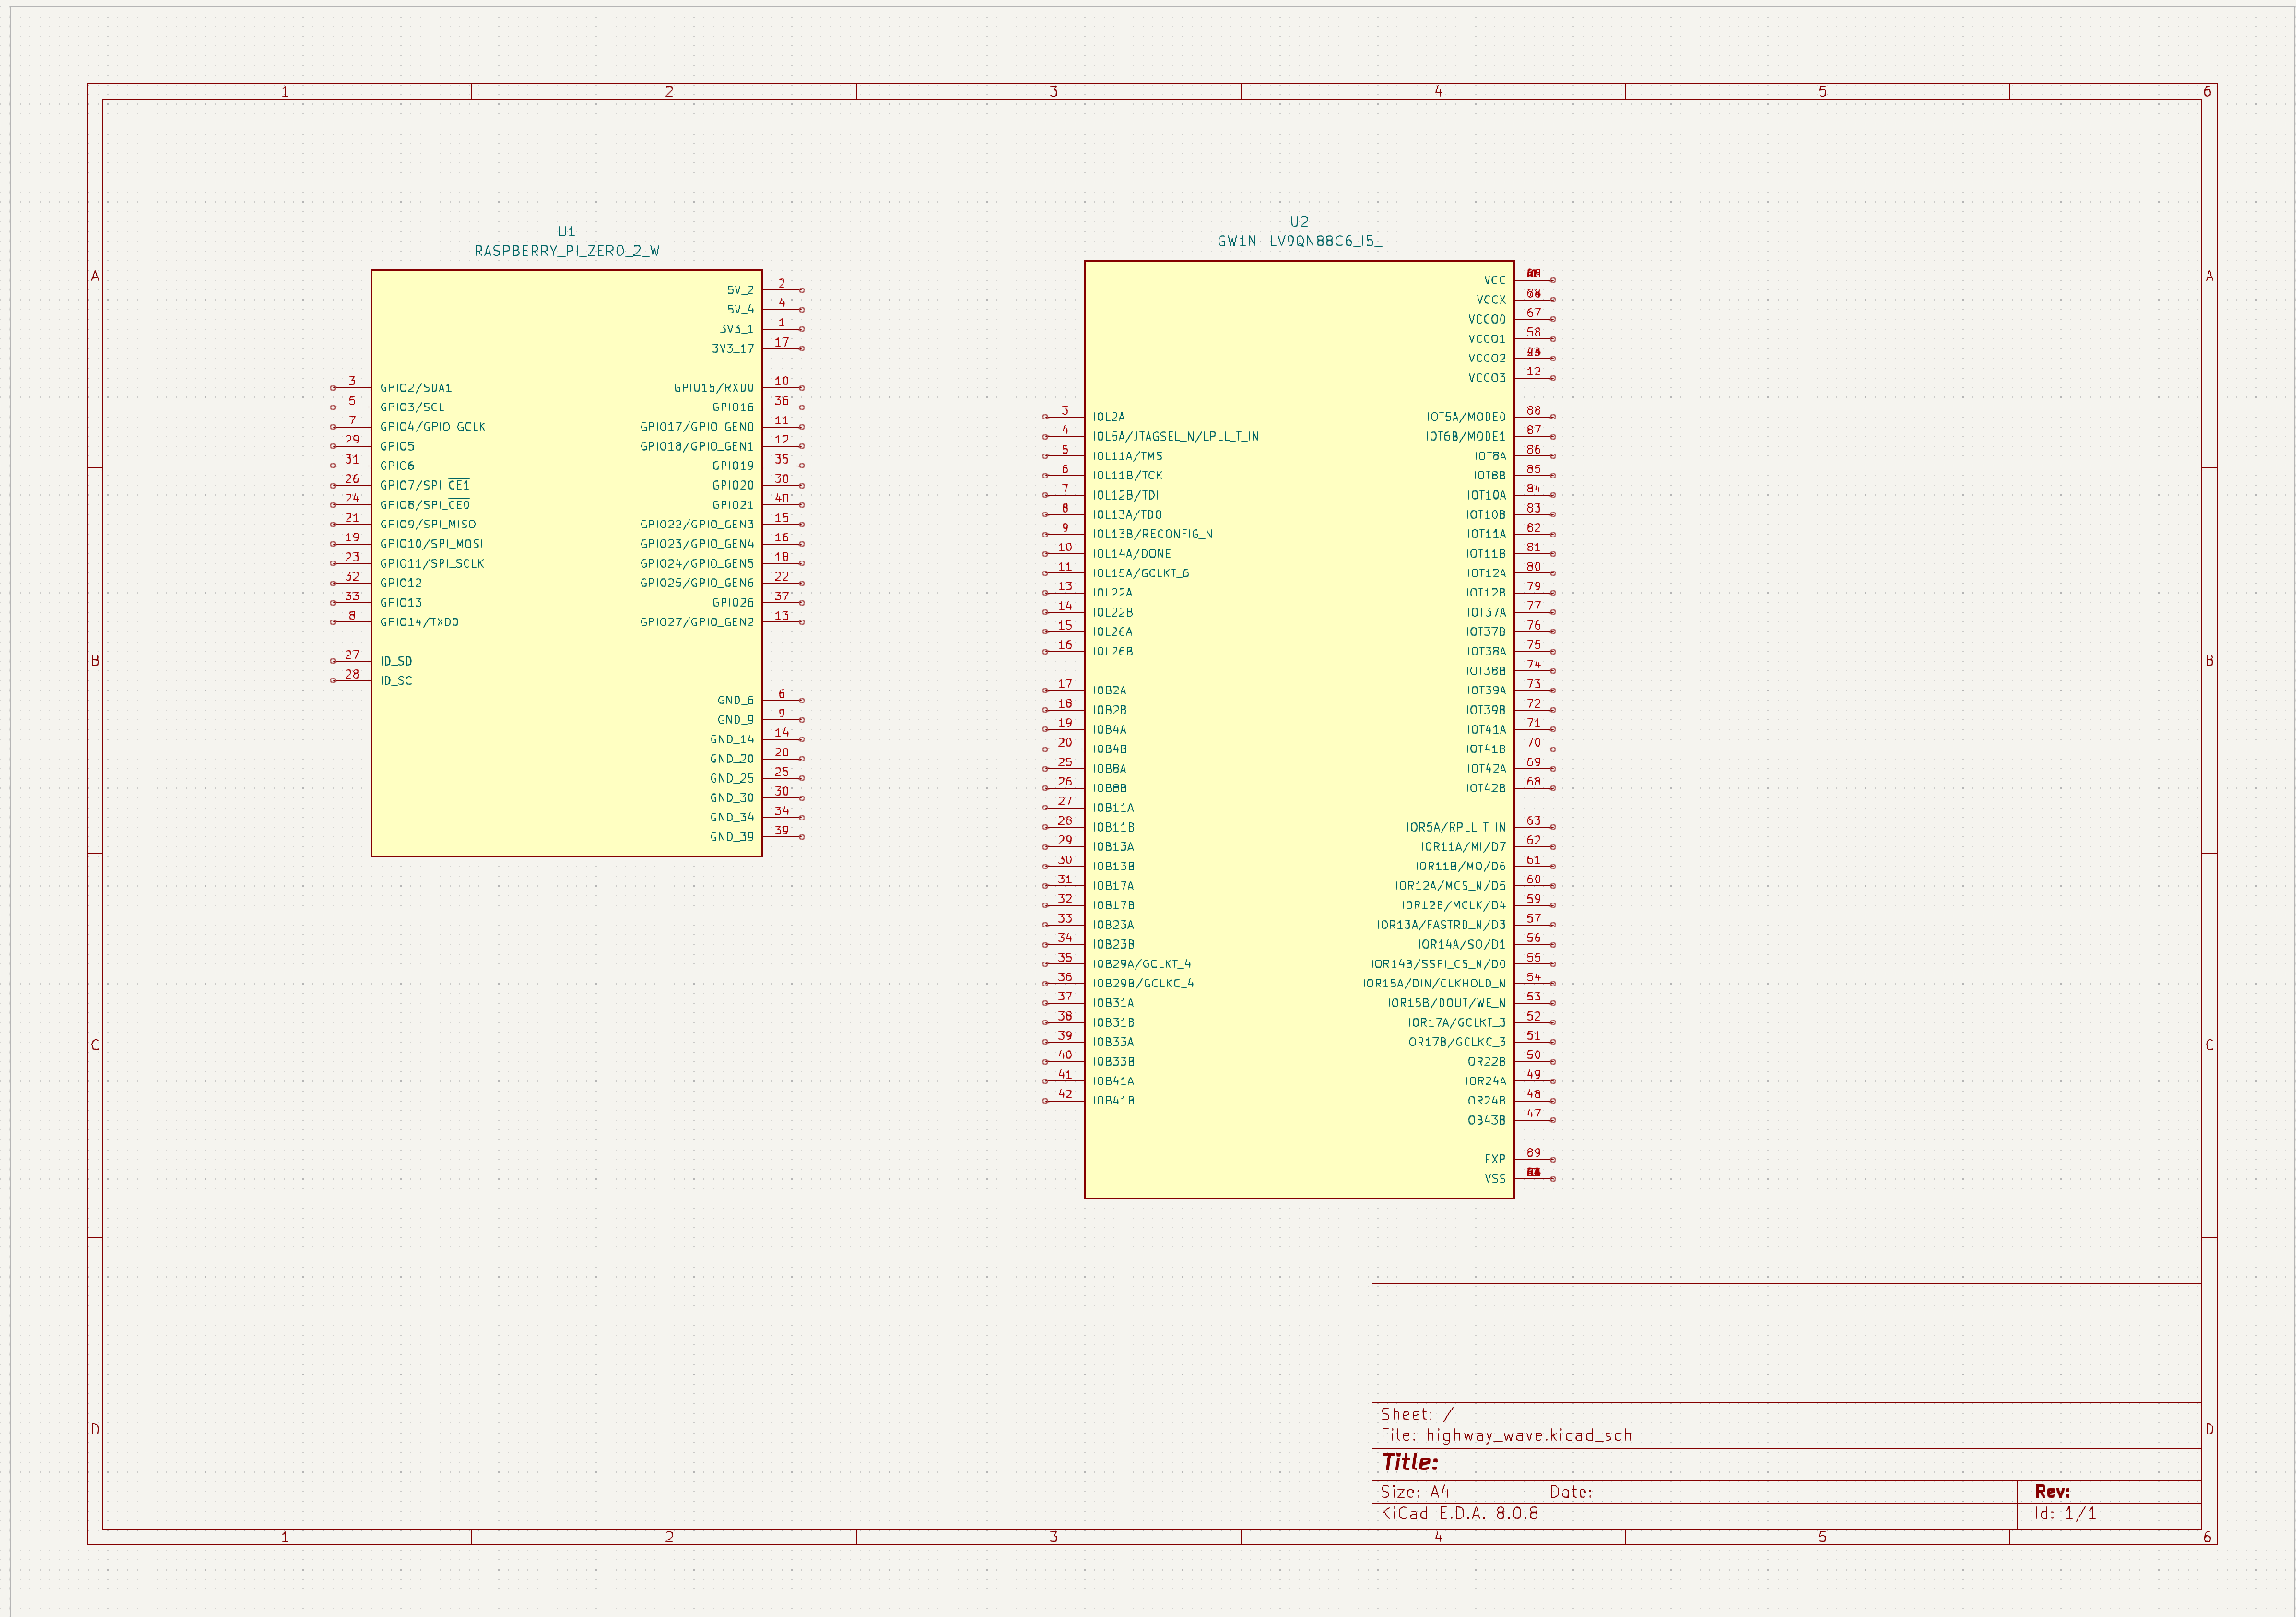 1 2 3 4 5 6
A
B
C
D
U1
RASPBERRY_PI_ZERO_2_W
5V_2 2
5V_4 4
3V3_1 1
3V3_17 17
3 GPIO2/SDA1 GPIO15/RXD0 10
5 GPIO3/SCL GPIO16 36
7 GPIO4/GPIO_GCLK GPIO17/GPIO_GEN0 11
29 GPIO5 GPIO18/GPIO_GEN1 12
31 GPIO6 GPIO19 35
26 GPIO7/SPI_CE1 GPIO20 38
24 GPIO8/SPI_CE0 GPIO21 40
21 GPIO9/SPI_MISO GPIO22/GPIO_GEN3 15
19 GPIO10/SPI_MOSI GPIO23/GPIO_GEN4 16
23 GPIO11/SPI_SCLK GPIO24/GPIO_GEN5 18
32 GPIO12 GPIO25/GPIO_GEN6 22
33 GPIO13 GPIO26 37
8 GPIO14/TXD0 GPIO27/GPIO_GEN2 13
27 ID_SD
28 ID_SC
GND_6 6
GND_9 9
GND_14 14
GND_20 20
GND_25 25
GND_30 30
GND_34 34
GND_39 39
U2
GW1N-LV9QN88C6_I5_
VCC
VCCX
VCCO0 67
VCCO1 58
VCCO2
VCCO3 12
3 IOL2A IOT5A/MODE0 88
4 IOL5A/JTAGSEL_N/LPLL_T_IN IOT6B/MODE1 87
5 IOL11A/TMS IOT8A 86
6 IOL11B/TCK IOT8B 85
7 IOL12B/TDI IOT10A 84
8 IOL13A/TDO IOT10B 83
9 IOL13B/RECONFIG_N IOT11A 82
10 IOL14A/DONE IOT11B 81
11 IOL15A/GCLKT_6 IOT12A 80
13 IOL22A IOT12B 79
14 IOL22B IOT37A 77
15 IOL26A IOT37B 76
16 IOL26B IOT38A 75
IOT38B 74
17 IOB2A IOT39A 73
18 IOB2B IOT39B 72
19 IOB4A IOT41A 71
20 IOB4B IOT41B 70
25 IOB8A IOT42A 69
26 IOB8B IOT42B 68
27 IOB11A
28 IOB11B IOR5A/RPLL_T_IN 63
29 IOB13A IOR11A/MI/D7 62
30 IOB13B IOR11B/MO/D6 61
31 IOB17A IOR12A/MCS_N/D5 60
32 IOB17B IOR12B/MCLK/D4 59
33 IOB23A IOR13A/FASTRD_N/D3 57
34 IOB23B IOR14A/SO/D1 56
35 IOB29A/GCLKT_4 IOR14B/SSPI_CS_N/D0 55
36 IOB29B/GCLKC_4 IOR15A/DIN/CLKHOLD_N 54
37 IOB31A IOR15B/DOUT/WE_N 53
38 IOB31B IOR17A/GCLKT_3 52
39 IOB33A IOR17B/GCLKC_3 51
40 IOB33B IOR22B 50
41 IOB41A IOR24A 49
42 IOB41B IOR24B 48
IOB43B 47
EXP 89
VSS
A
B
C
D
Sheet: /
File: highway_wave.kicad_sch
Title:
Size: A4 Date: Rev:
KiCad E.D.A. 8.0.8 Id: 1/1
1 2 3 4 5 6